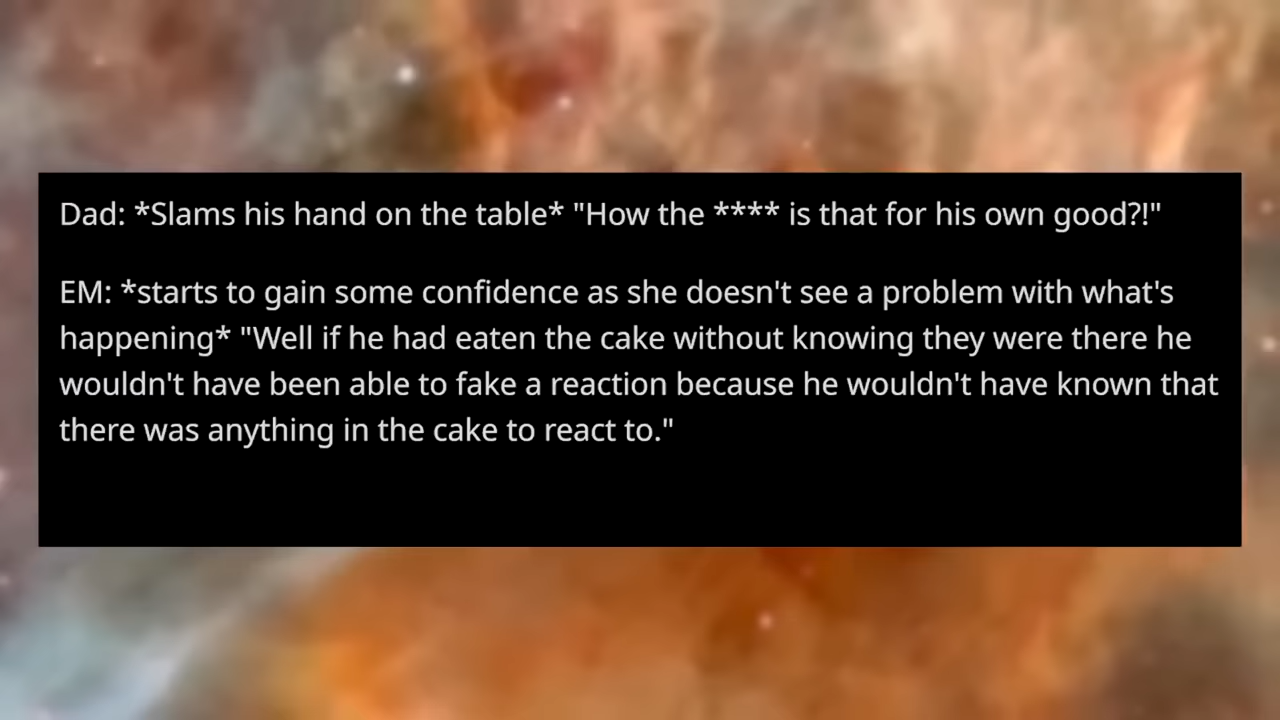 Dad: *Slams his hand on the table* "How the **** is that for his own good?!"
EM: *starts to gain some confidence as she doesn't see a problem with what's
happening* "Well if he had eaten the cake without knowing they were there he
wouldn't have been able to fake a reaction because he wouldn't have known that
there was anything in the cake to react to."